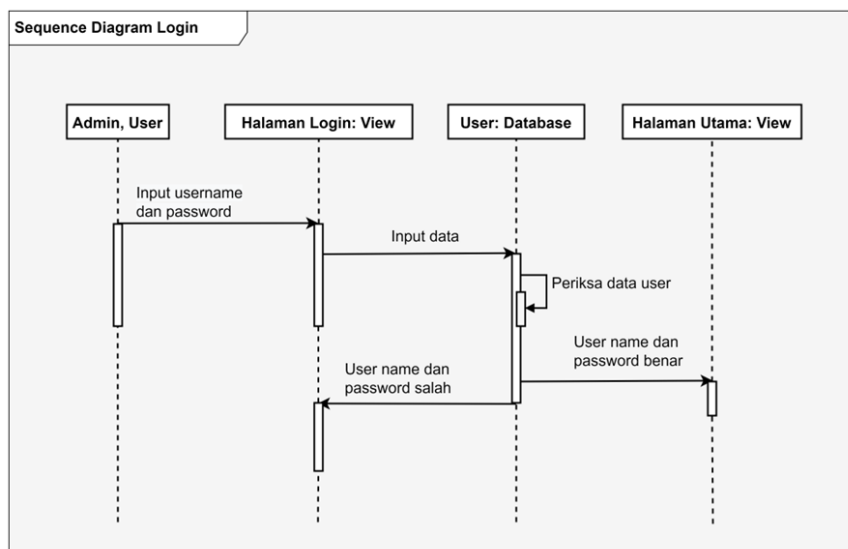 Sequence Diagram Login
Admin, User
Halaman Login: View
User: Database
Halaman Utama: View
Input username
dan password
Input data
Periksa data user
User name dan
password benar
User name dan
password salah